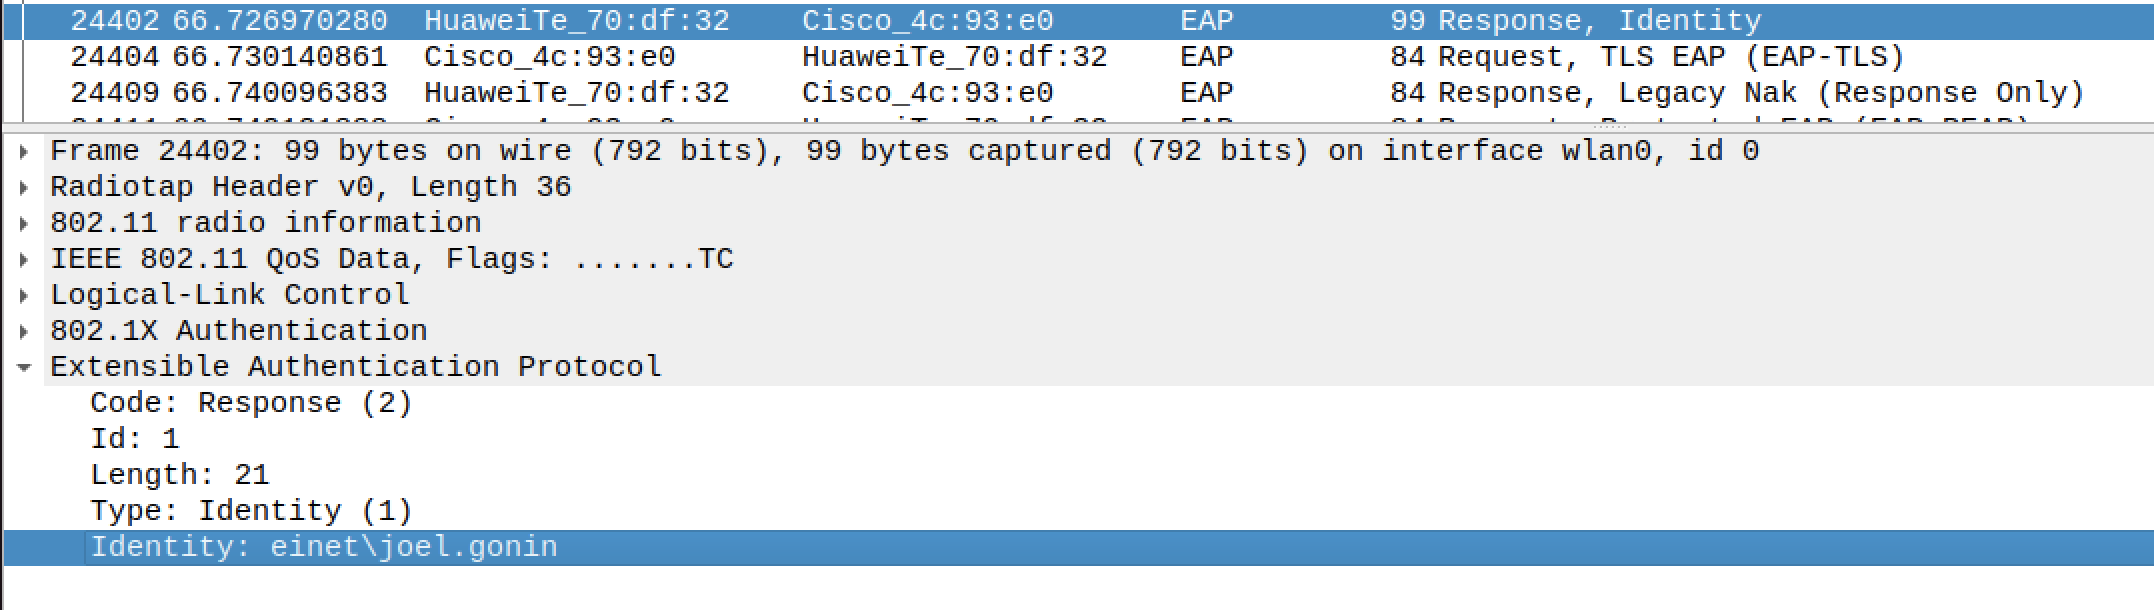 24402 66.726970280 HuaweiTe_70:df:32 Cisco_4c:93:e0 EAP 99 Response, Identity
24404 66.730140861 Cisco_4c:93:e0 HuaweiTe_70:df:32 EAP 84 Request, TLS EAP (EAP-TLS)
24409 66.740096383 HuaweiTe_70:df:32 Cisco_4c:93:e0 EAP 84 Response, Legacy Nak (Response Only)
Frame 24402: 99 bytes on wire (792 bits), 99 bytes captured (792 bits) on interface wlan0, id 0
Radiotap Header v0, Length 36
802.11 radio information
IEEE 802.11 QoS Data, Flags: .......TC
Logical-Link Control
802.1X Authentication
Extensible Authentication Protocol
Code: Response (2)
Id: 1
Length: 21
Type: Identity (1)
Identity: einet\joel.gonin